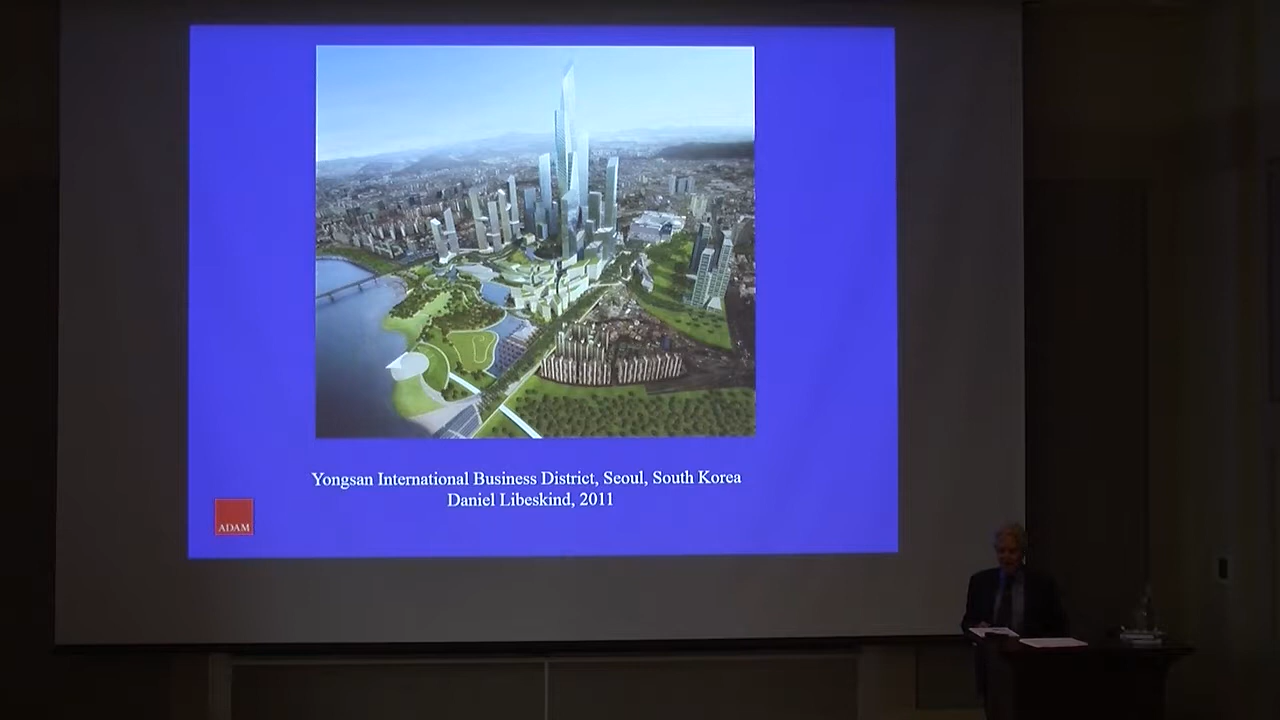 Yongsan International Business District, Seoul, South Korea
Daniel Libeskind, 2011
ADAM